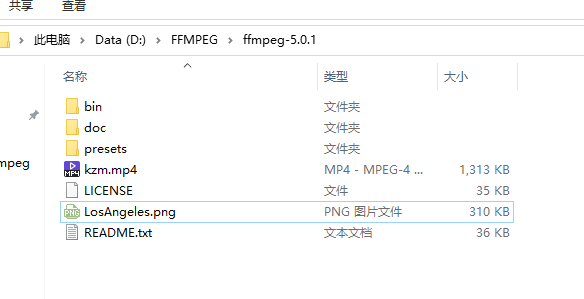 共享 查看
此电脑 Data (D:) FFMPEG ffmpeg-5.0.1
名称 类型 大小
bin 文件夹
doc 文件夹
presets 文件夹
mpeg
MP4 kzm.mp4 MP4 - MPEG-4 ... 1,313 KB
LICENSE 文件 35 KB
PNG LosAngeles.png PNG 图片文件 310 KB
README.txt 文本文档 36 KB